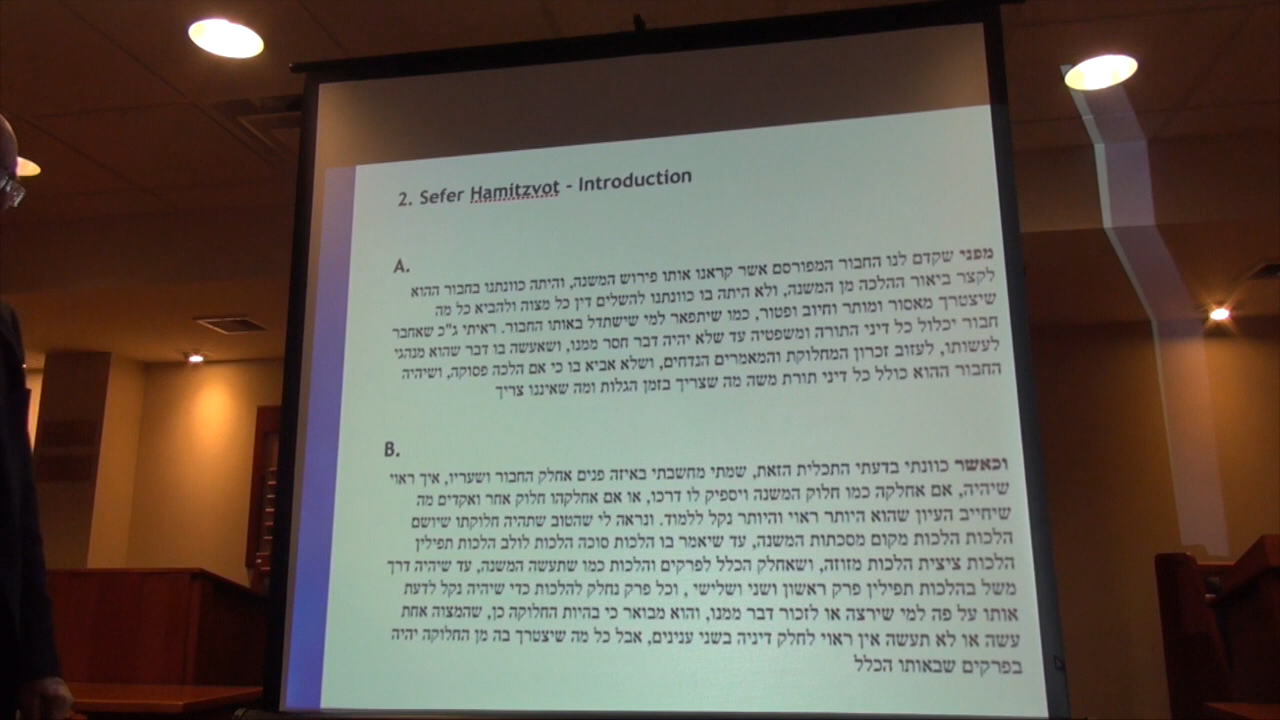 2. Sefer Hamitzvot - Introduction
A.
מפני שקדם לנו החבור המפורסם אשר קראנו אותו פירוש המשנה, והיתה כוונתנו בחבור ההוא
לקצר ביאור ההלכה מן המשנה, ולא היתה בו כוונתנו להשלים דין כל מצוה ולהביא כל מה
שיצטרך מאסור ומותר וחיוב ופטור, כמו שיתפאר למי שישתדל באותו החבור. ראיתי ג"כ שאחבר
חבור יכלול כל דיני התורה ומשפטיה עד שלא יהיה דבר חסר ממנו, ושאעשה בו דבר שהוא מנהגי
לעשותו, לעזוב זכרון המחלוקת והמאמרים הנדחים, ושלא אביא בו כי אם הלכה פסוקה, ושיהיה
החבור ההוא כולל כל דיני תורת משה מה שצריך בזמן הגלות ומה שאיננו צריך
B.
וכאשר כוונתי בדעתי התכלית הזאת, שמתי מחשבתי באיזה פנים אחלק החבור ושעריו, איך ראוי
שיהיה, אם אחלקה כמו חלוק המשנה ויספיק לו דרכו, או אם אחלקהו חלוק אחר ואקדים מה
שיחייב העיון שהוא היותר ראוי והיותר נקל ללמוד. ונראה לי שהטוב שתהיה חלוקתו שיושם
הלכות הלכות מקום מסכתות המשנה, עד שיאמר בו הלכות סוכה הלכות לולב הלכות תפילין
הלכות ציצית הלכות מזוזה, ושאחלק הכלל לפרקים והלכות כמו שתעשה המשנה, עד שיהיה דרך
משל בהלכות תפילין פרק ראשון ושני ושלישי , וכל פרק נחלק להלכות כדי שיהיה נקל לדעת
אותו על פה למי שירצה או לזכור דבר ממנו, והוא מבואר כי בהיות החלוקה כן, שהמצוה אחת
עשה או לא תעשה אין ראוי לחלק דיניה בשני ענינים, אבל כל מה שיצטרך בה מן החלוקה יהיה
בפרקים שבאותו הכלל